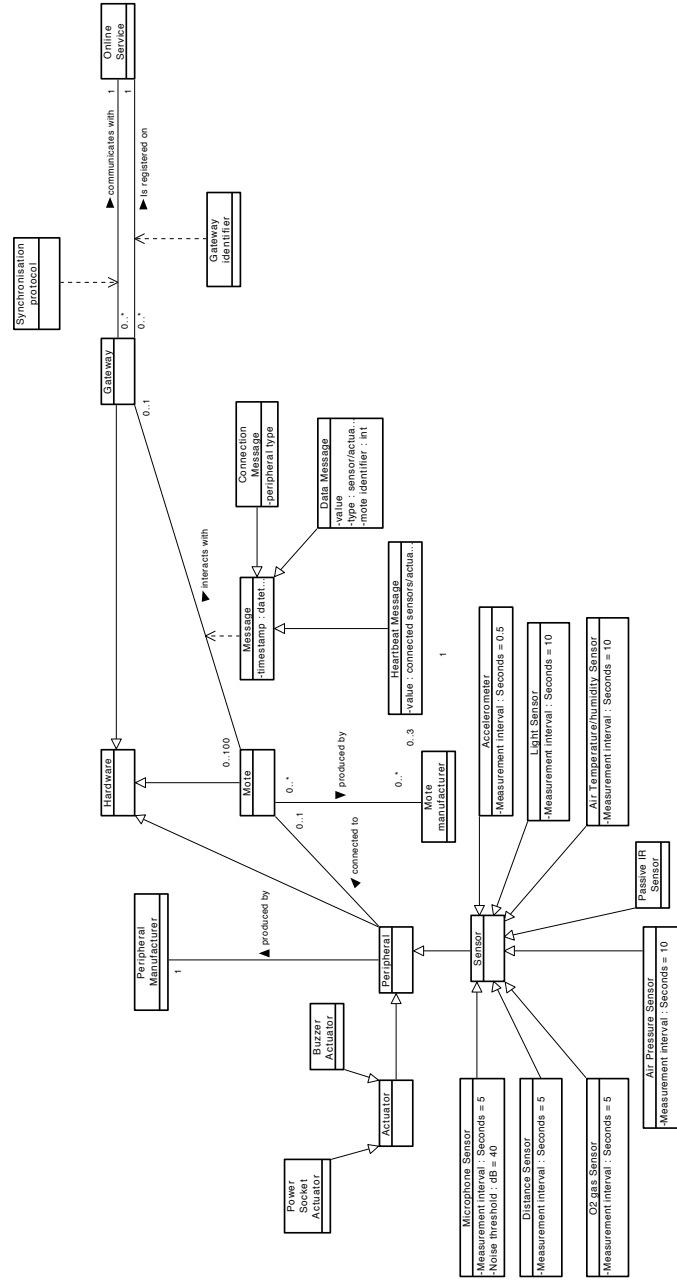 Power
Socket
Actuator
Buzzer
Actuator
Actuator
Peripheral
Manufacturer
1
▶ produced by
Peripheral
◀ connected to
0..1
Hardware
Mote
0..100
0..*
▼ produced by
0..*
0..3
Mote
manufacturer
◀ interacts with
0..1
Gateway
0..*
0..*
Synchronisation
protocol
Gateway
identifier
▶ communicates with
▶ Is registered on
1
1
Online
Service
Message
-timestamp : datet...
Connection
Message
-peripheral type
Data Message
-value
-type : sensor/actua...
-mote identifier : int
Heartbeat Message
-value : connected sensors/actua...
1
Sensor
Microphone Sensor
-Measurement interval : Seconds = 5
-Noise threshold : dB = 40
Distance Sensor
-Measurement interval : Seconds = 5
O2 gas Sensor
-Measurement interval : Seconds = 5
Air Pressure Sensor
-Measurement interval : Seconds = 10
Passive IR
Sensor
Accelerometer
-Measurement interval : Seconds = 0.5
Light Sensor
-Measurement interval : Seconds = 10
Air Temperature/humidity Sensor
-Measurement interval : Seconds = 10